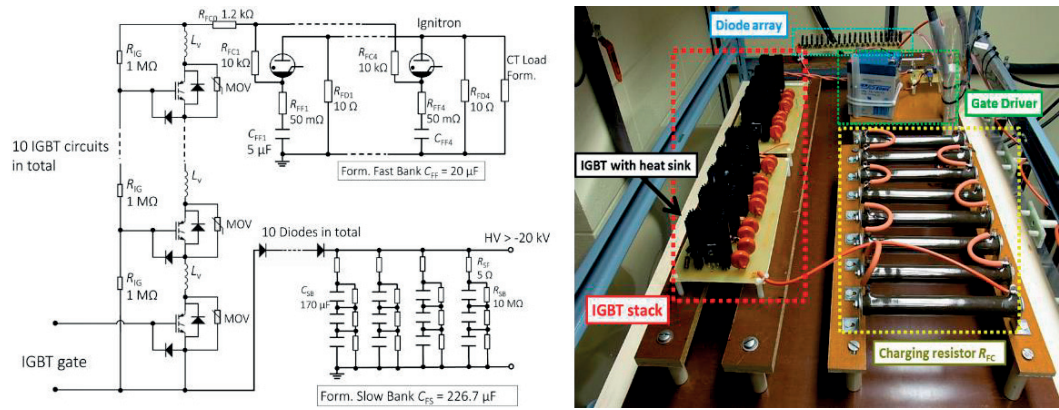 R_FC0 1.2 kΩ
Ignitron
R_IG
1 MΩ
L_v
MOV
R_FC1
10 kΩ
R_FF1
50 mΩ
C_FF1
5 µF
R_FD1
10 Ω
R_FC4
10 kΩ
R_FF4
50 mΩ
C_FF4
R_FD4
10 Ω
CT Load
Form.
Form. Fast Bank C_FF = 20 µF
10 IGBT circuits
in total
R_IG
1 MΩ
L_v
MOV
R_IG
1 MΩ
L_v
MOV
IGBT gate
10 Diodes in total
HV > -20 kV
C_SB
170 µF
R_SF
5 Ω
R_SB
10 MΩ
Form. Slow Bank C_FS = 226.7 µF
Diode array
Gate Driver
IGBT with heat sink
IGBT stack
Charging resistor R_FC